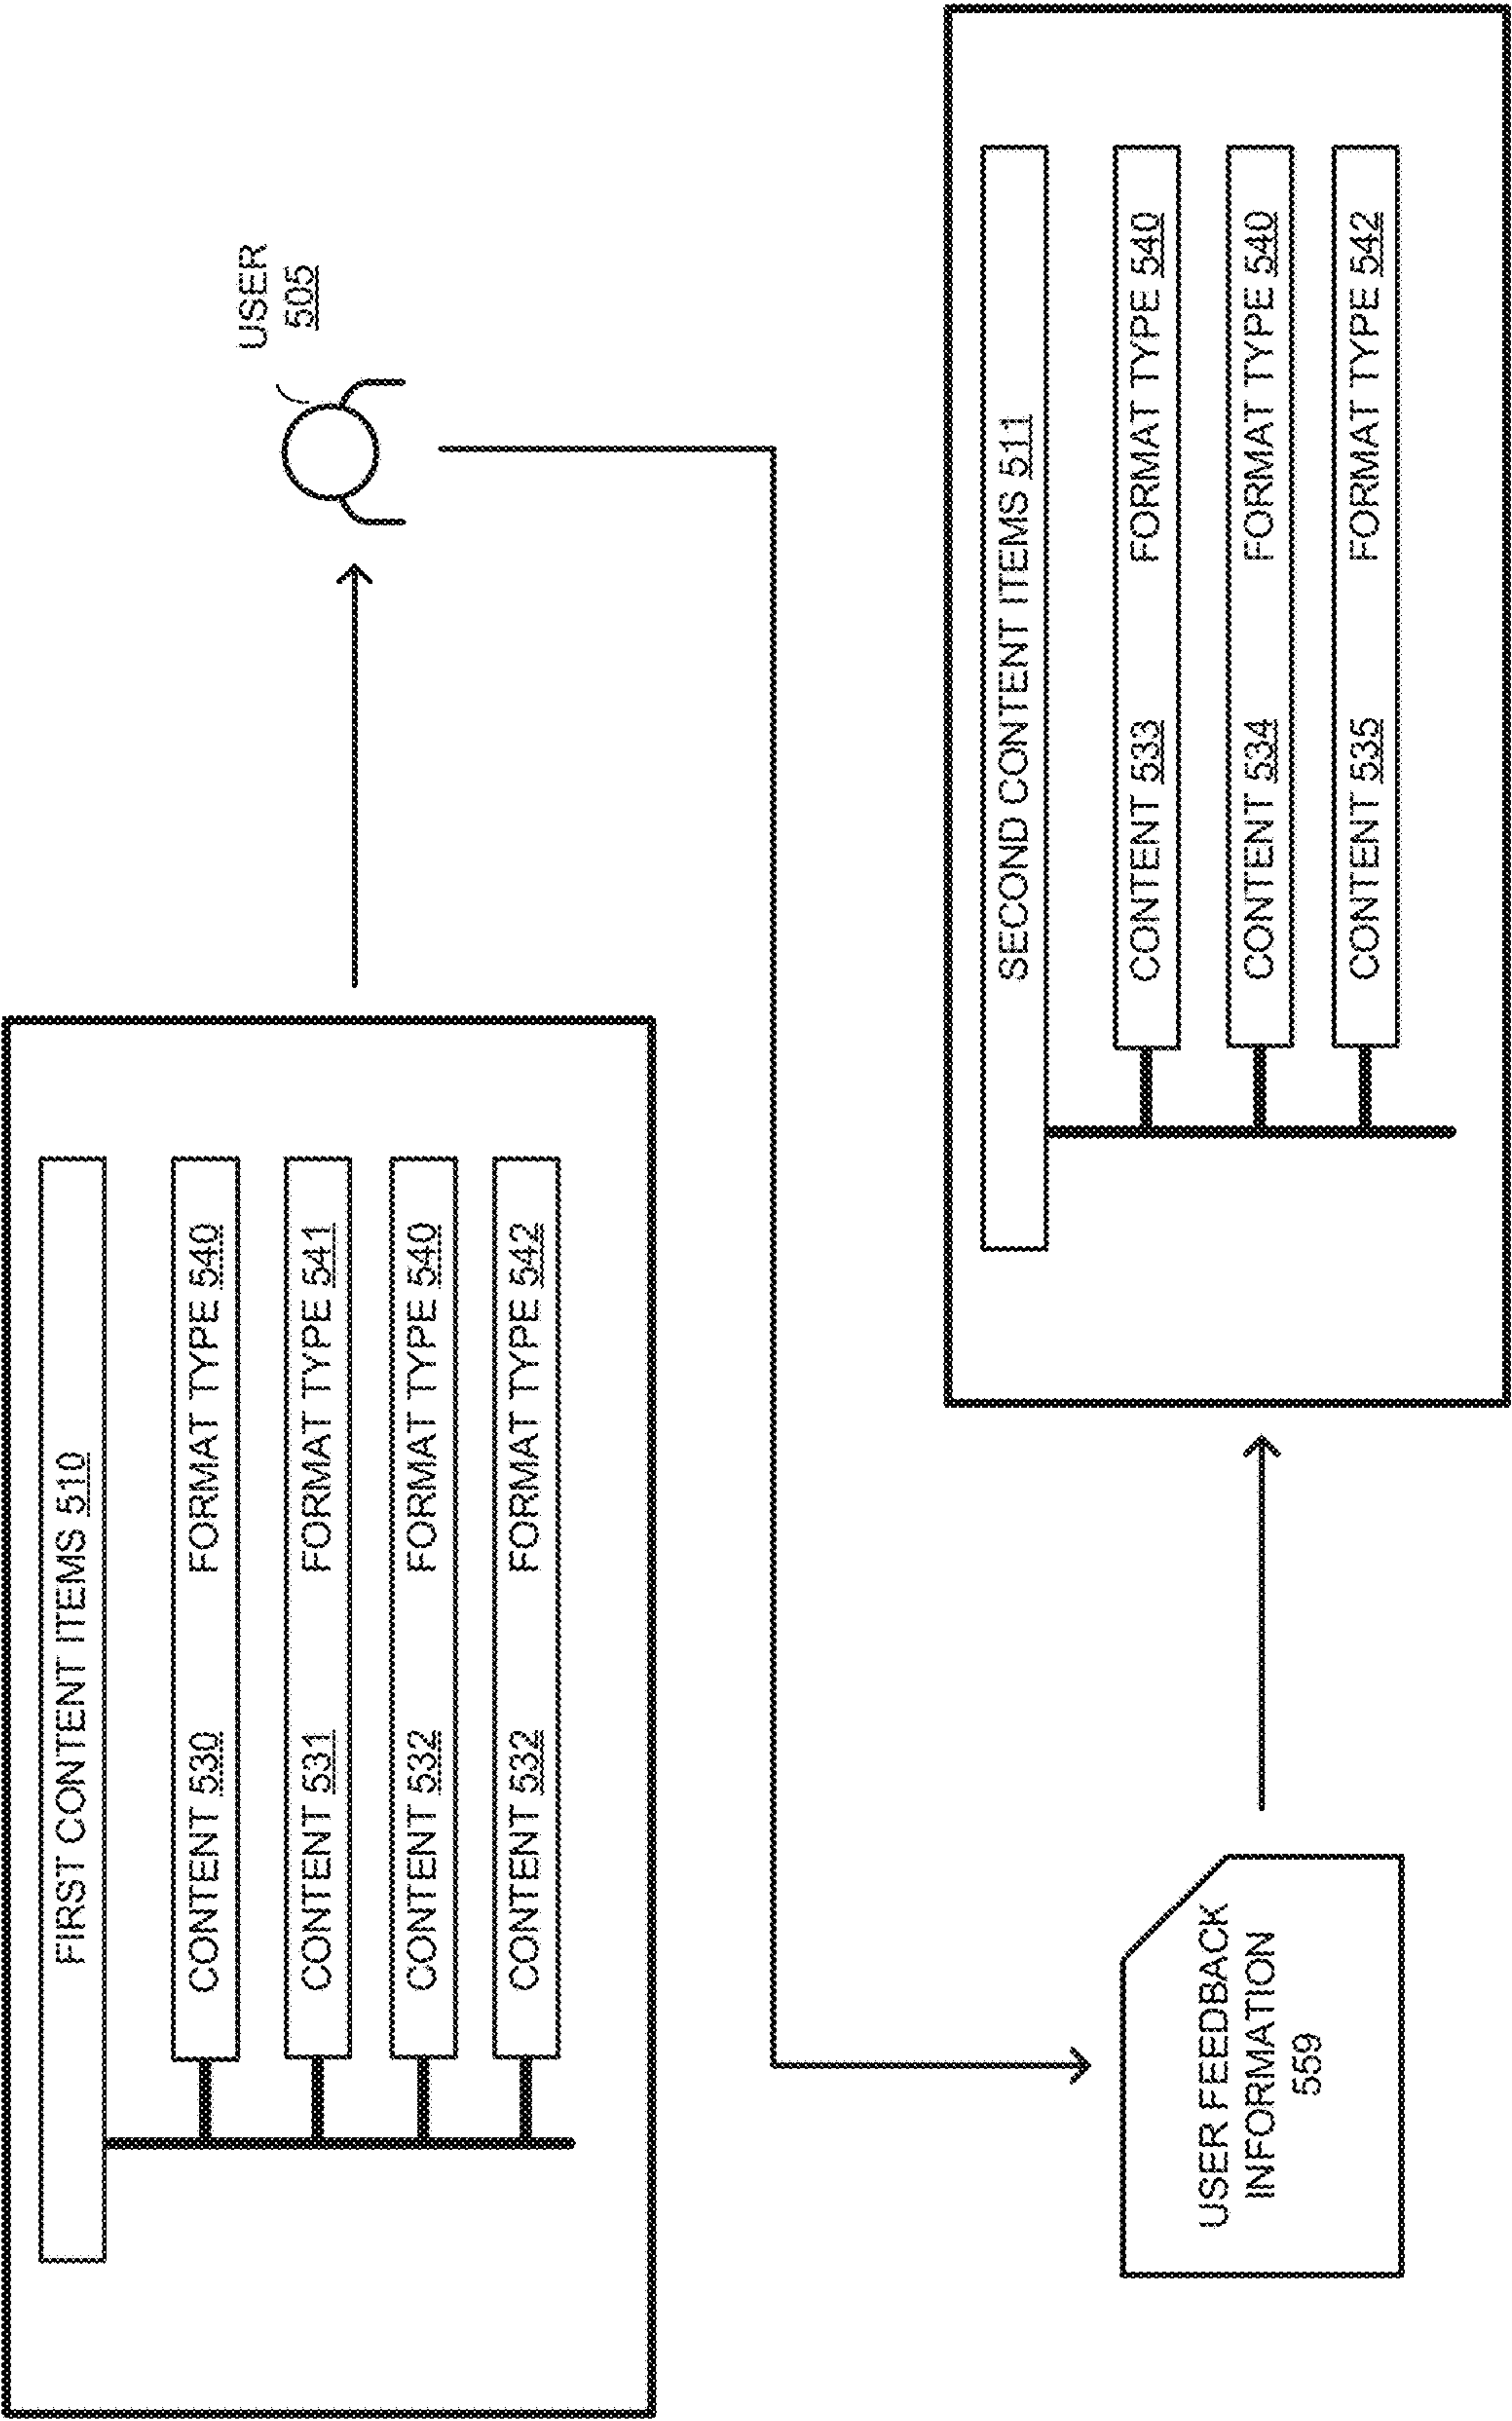 FIRST CONTENT ITEMS 510
CONTENT 530 FORMAT TYPE 540
CONTENT 531 FORMAT TYPE 541
CONTENT 532 FORMAT TYPE 540
CONTENT 532 FORMAT TYPE 542
USER
505
USER FEEDBACK
INFORMATION
559
SECOND CONTENT ITEMS 511
CONTENT 533 FORMAT TYPE 540
CONTENT 534 FORMAT TYPE 540
CONTENT 535 FORMAT TYPE 542